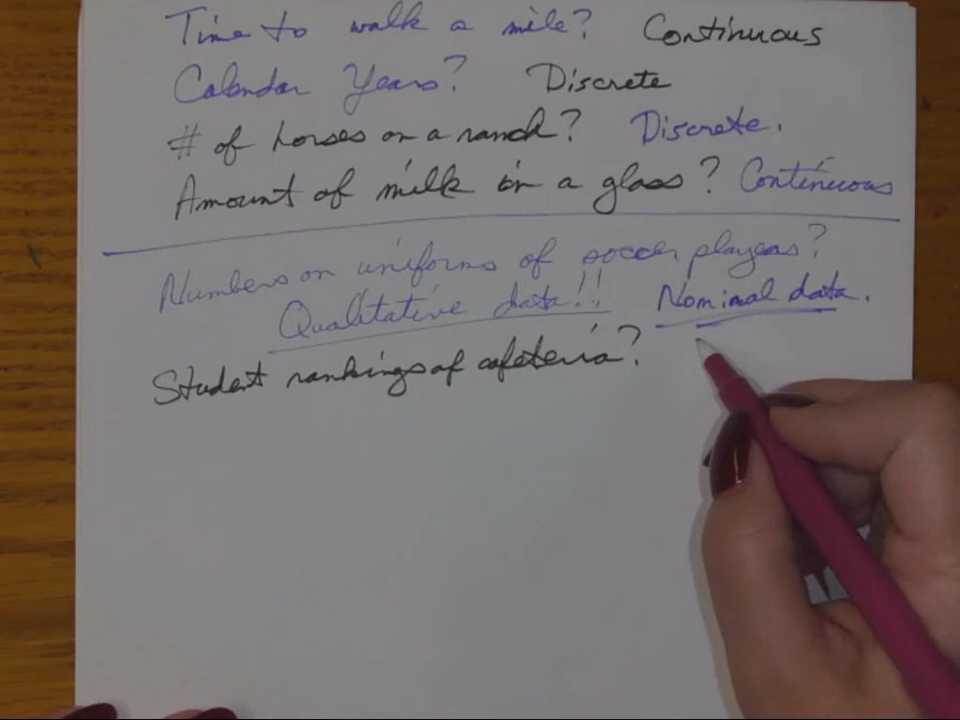 Time to walk a mile? Continuous
Calendar Years? Discrete
# of horses on a ranch? Discrete.
Amount of milk in a glass? Continuous
Numbers on uniforms of soccer players?
Qualitative data!! Nominal data.
Student rankings of cafeteria?